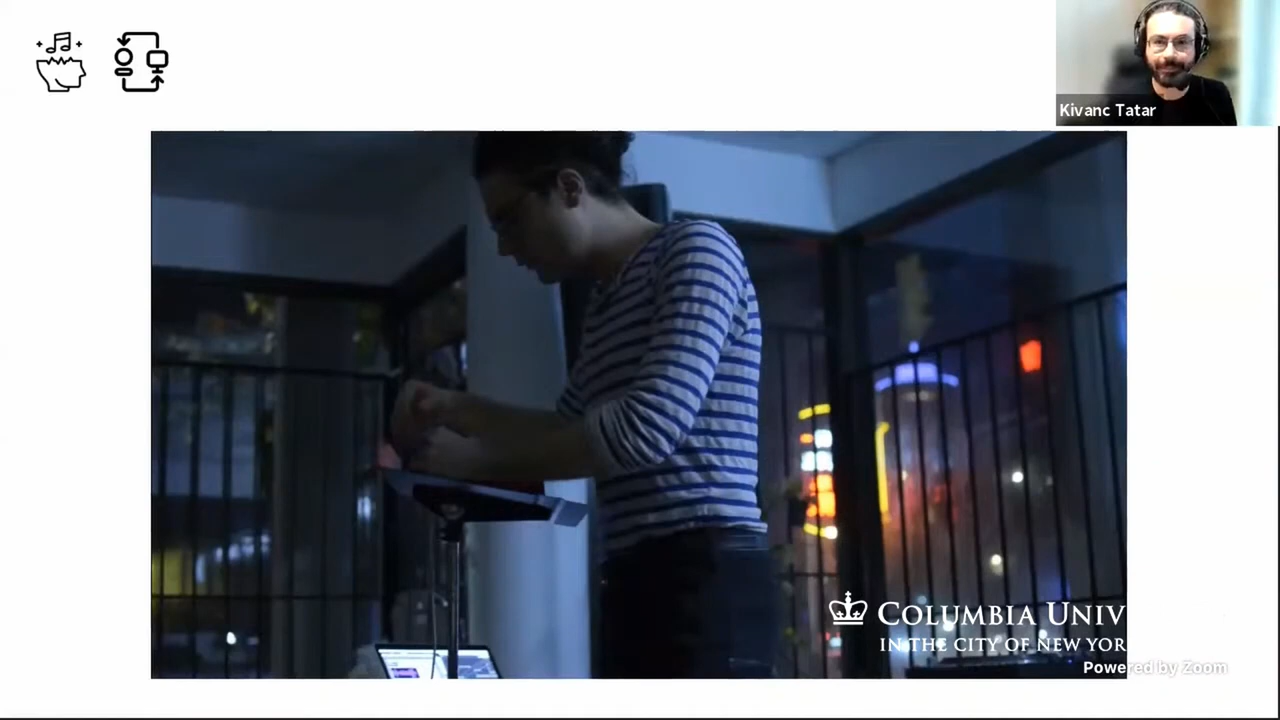 Kivanc Tatar
COLUMBIA UNIV
IN THE CITY OF NEW YOR
Powered by Zoom